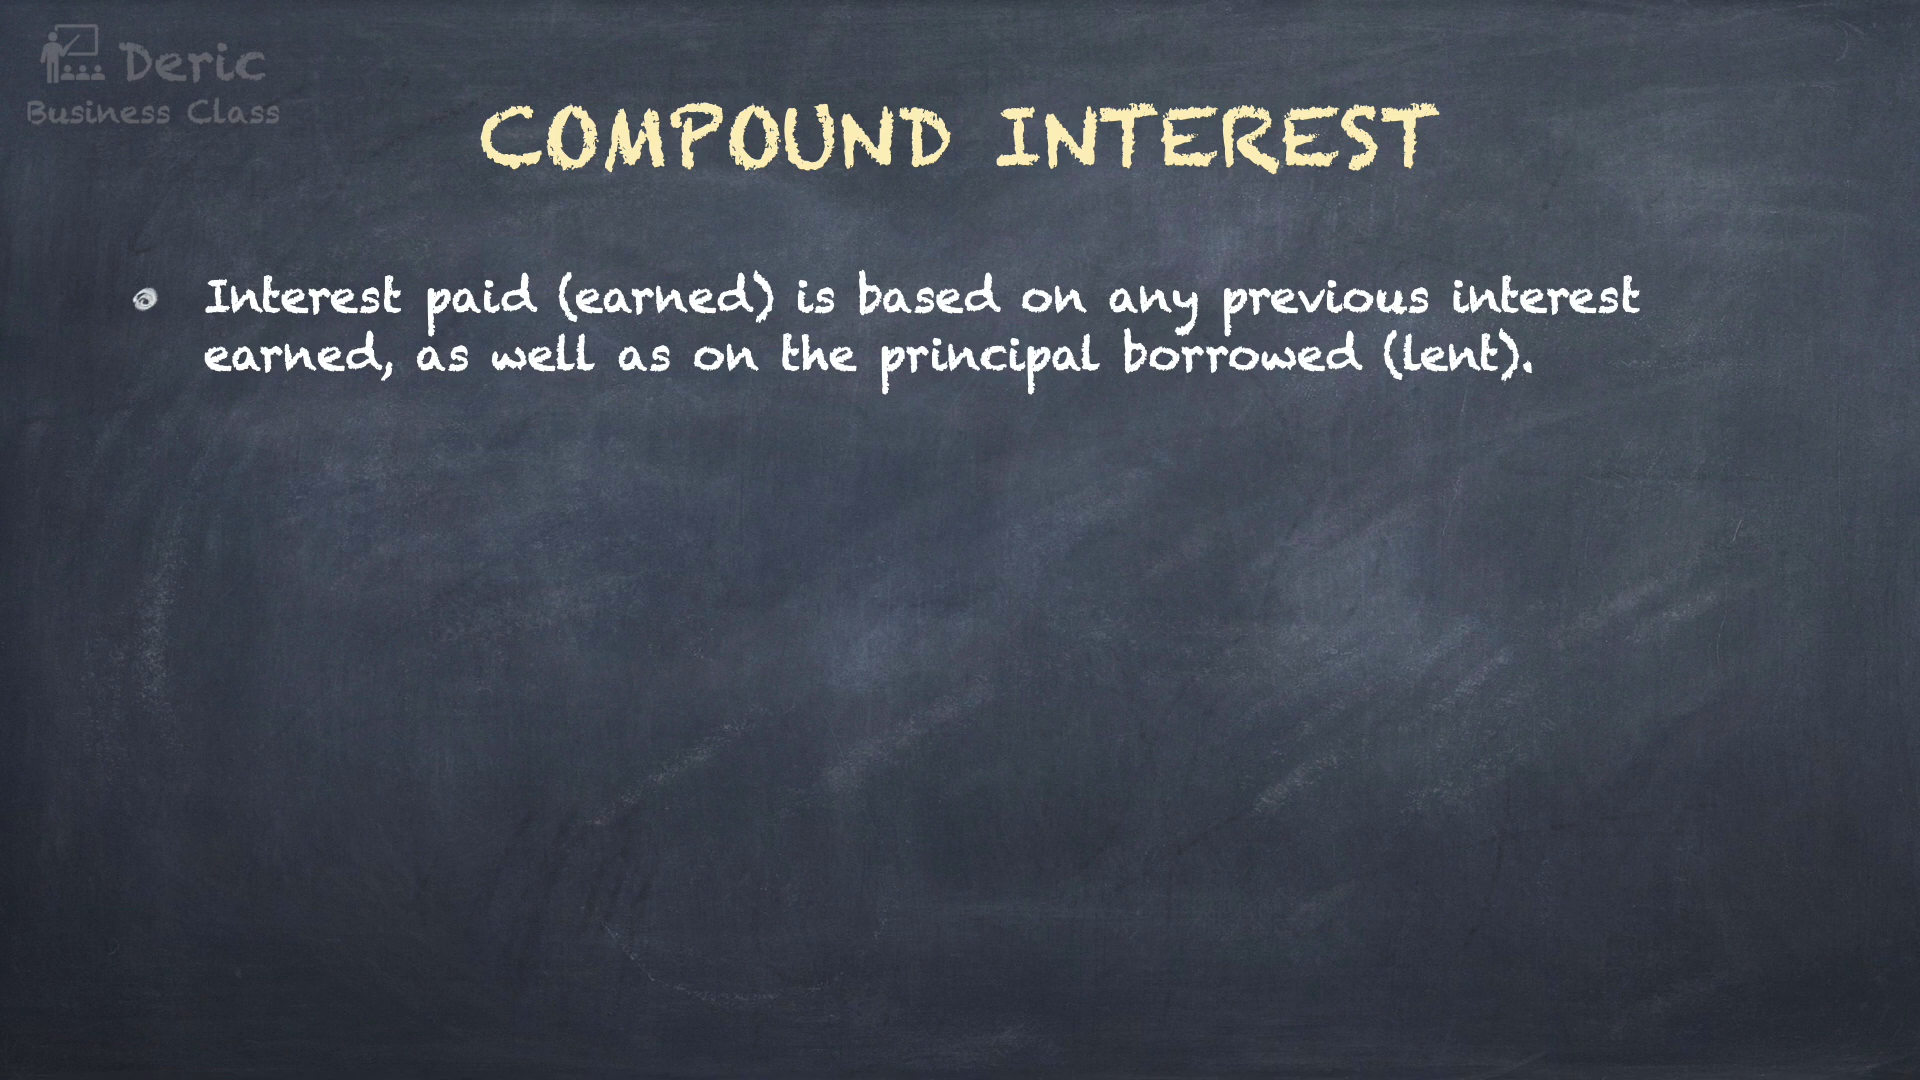 Deric
Business Class
COMPOUND INTEREST
Interest paid (earned) is based on any previous interest
earned, as well as on the principal borrowed (lent).